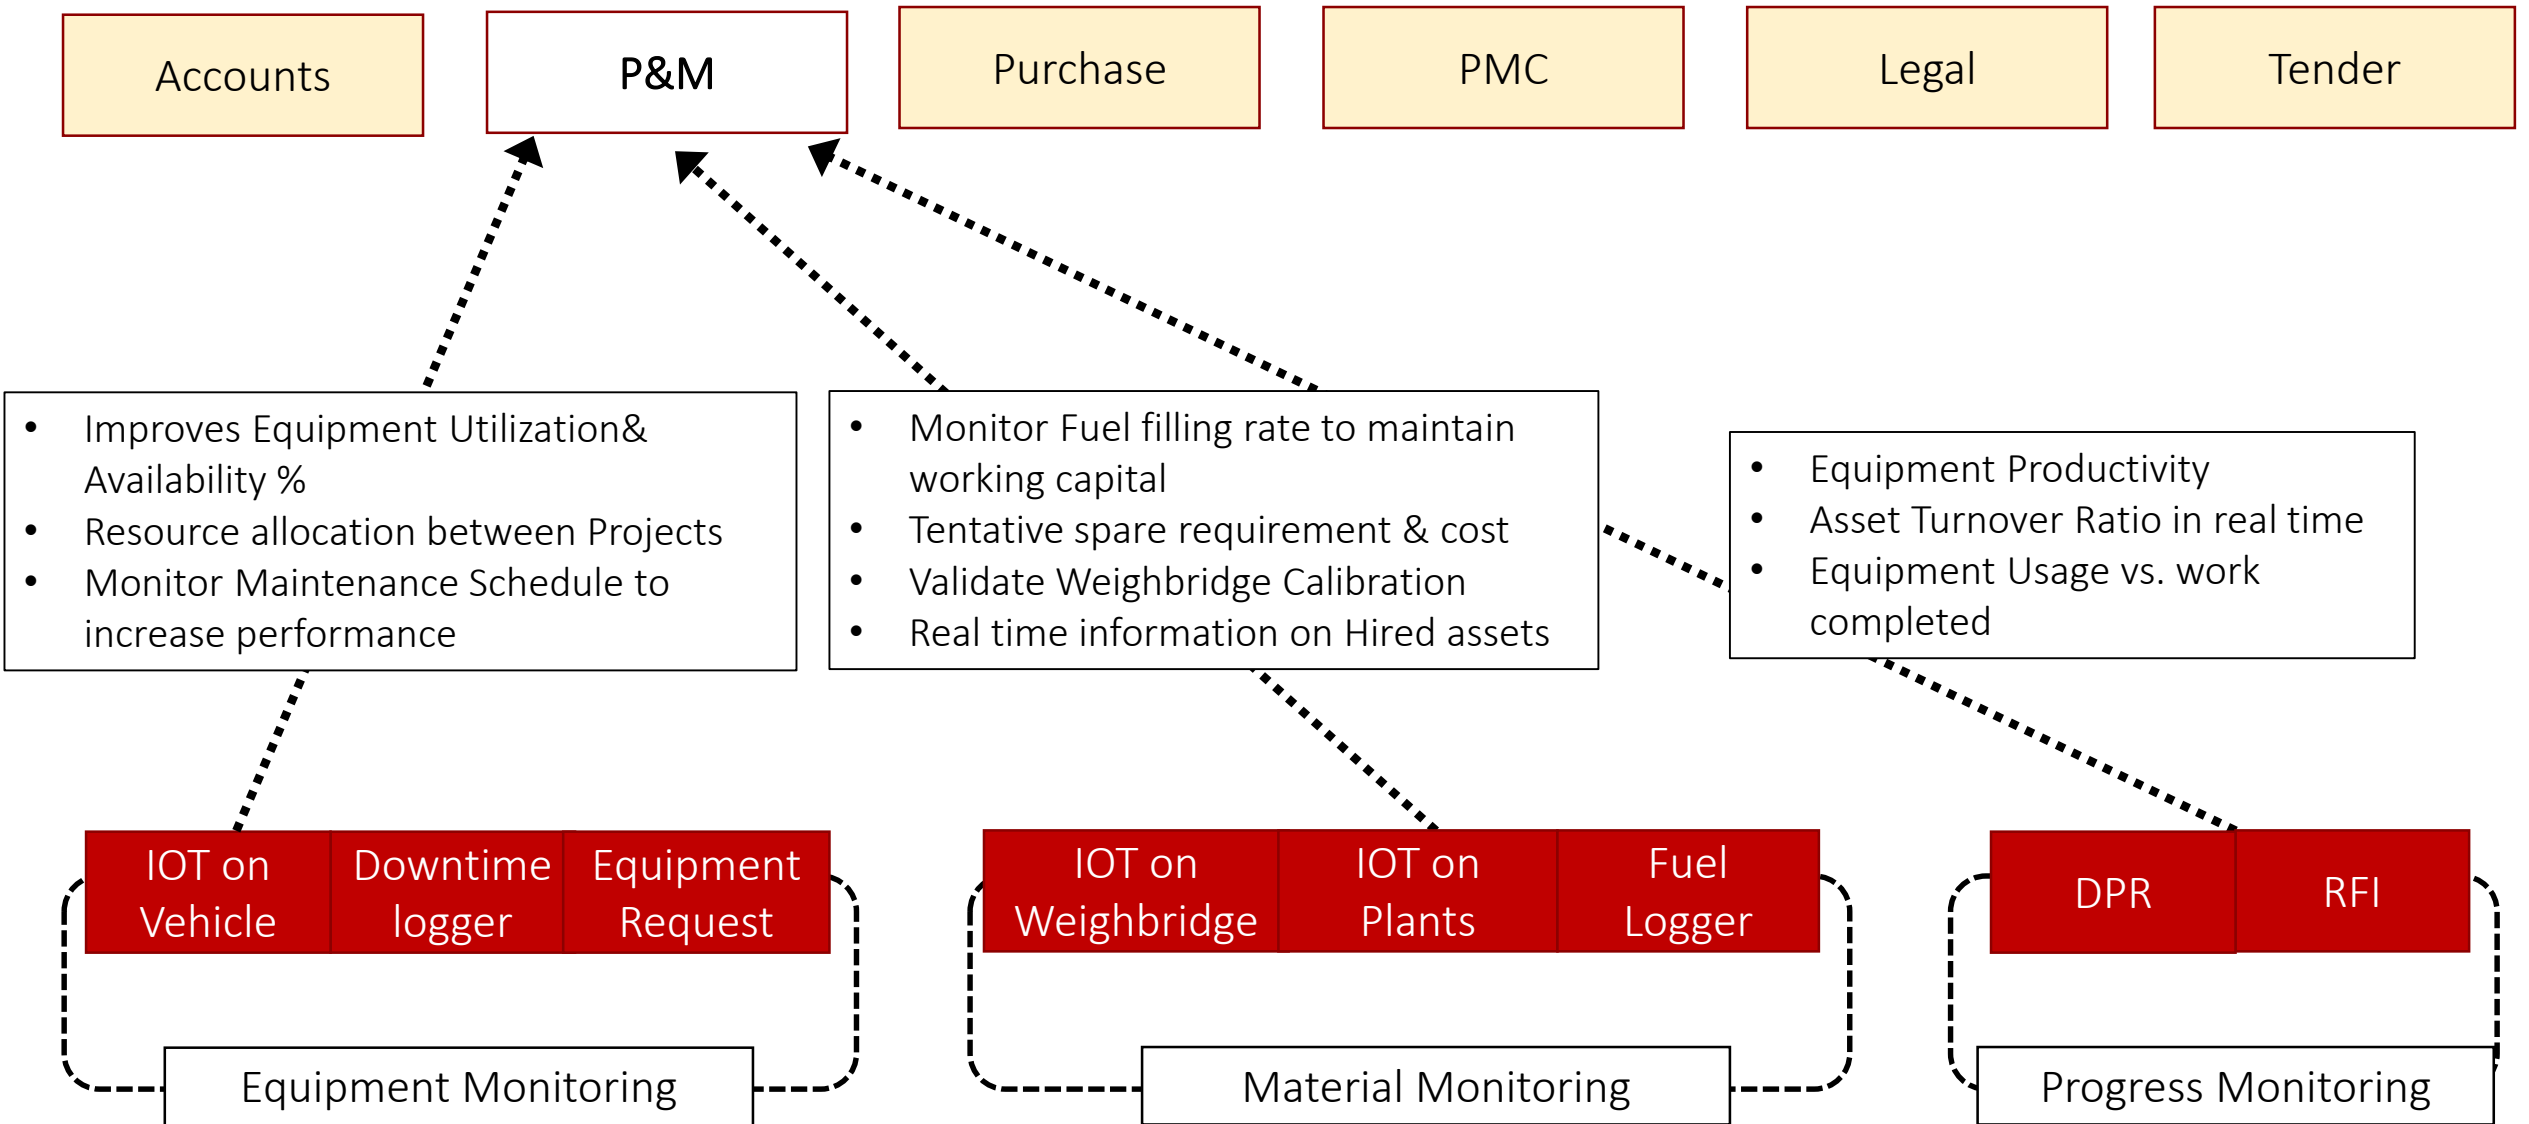 Accounts
P&M
Purchase
PMC
Legal
Tender
• Improves Equipment Utilization&
Availability %
• Resource allocation between Projects
• Monitor Maintenance Schedule to
increase performance
• Monitor Fuel filling rate to maintain
working capital
• Tentative spare requirement & cost
• Validate Weighbridge Calibration
• Real time information on Hired assets
• Equipment Productivity
• Asset Turnover Ratio in real time
• Equipment Usage vs. work
completed
IOT on
Vehicle
Downtime
logger
Equipment
Request
IOT on
Weighbridge
IOT on
Plants
Fuel
Logger
DPR
RFI
Equipment Monitoring
Material Monitoring
Progress Monitoring